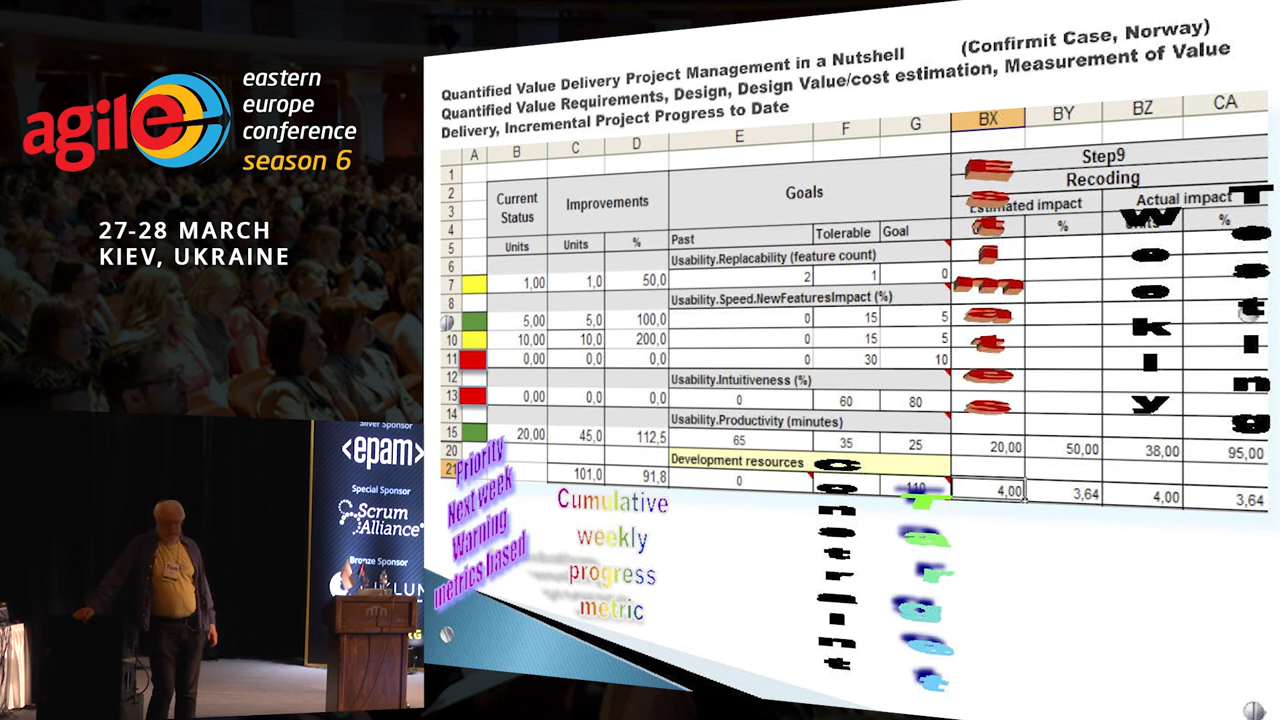 agile
eastern
europe
conference
season 6
27-28 MARCH
KIEV, UKRAINE
Silver Sponsor
<epam>
Special Sponsor
Scrum
Alliance
Bronze Sponsor
Quantified Value Delivery Project Management in a Nutshell (Confirmit Case, Norway)
Quantified Value Requirements, Design, Design Value/cost estimation, Measurement of Value
Delivery, Incremental Project Progress to Date
A B C D E F G BX BY BZ CA
1 Step9
2 Current Status Improvements Goals Recoding
3 Estimated impact Actual impact
4 % %
5 Units Units % Past Tolerable Goal
6 Usability.Replacability (feature count)
7 1,00 1,0 50,0 2 1 0
8 Usability.Speed.NewFeaturesImpact (%)
5,00 5,0 100,0 0 15 5
10 10,00 10,0 200,0 0 15 5
11 0,00 0,0 0,0 0 30 10
12 Usability.Intuitiveness (%)
13 0,00 0,0 0,0 0 60 80
14 Usability.Productivity (minutes)
15 20,00 45,0 112,5 65 35 25 20,00 50,00 38,00 95,00
20 Development resources
21 101,0 91,8 0 110 4,00 3,64 4,00 3,64
Estimates
Weekly
Testing
Priority
Next week
Warning
metrics based
Cumulative
weekly
progress
metric
Constraint
Target